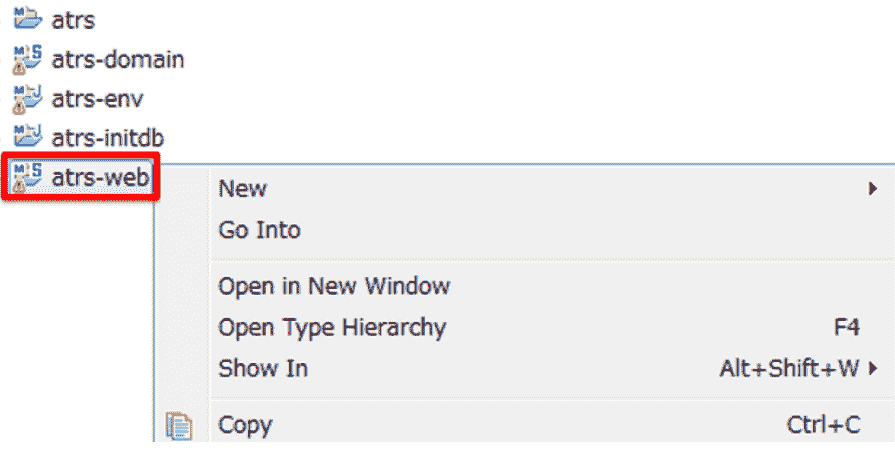 atrs
atrs-domain
atrs-env
atrs-initdb
atrs-web
New
Go Into
Open in New Window
Open Type Hierarchy F4
Show In Alt+Shift+W
Copy Ctrl+C